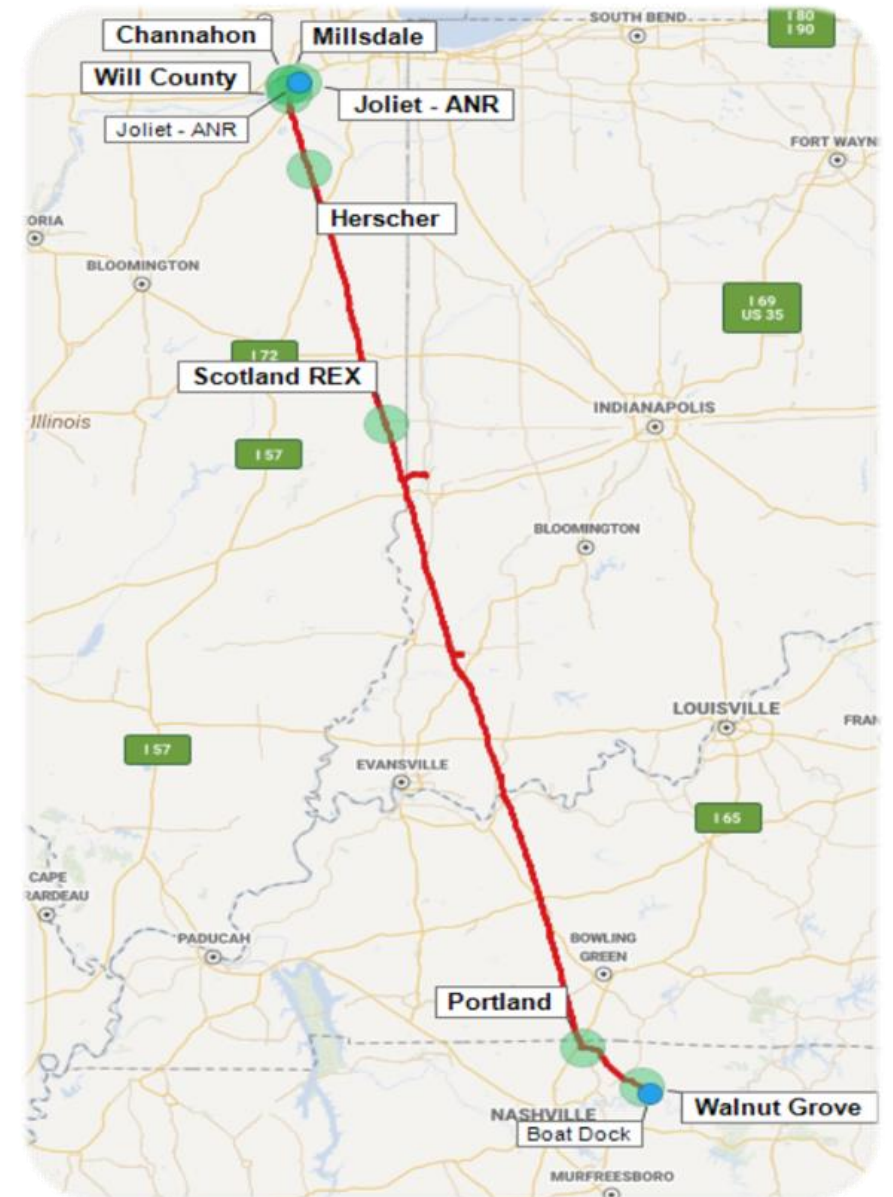 SOUTH BEND
I 80
I 90
Channahon
Millsdale
Will County
Joliet - ANR
Joliet - ANR
FORT WAYN
Herscher
ORIA
BLOOMINGTON
I 69
US 35
I 72
Scotland REX
INDIANAPOLIS
Illinois
I 57
BLOOMINGTON
LOUISVILLE
FRAN
I 57
EVANSVILLE
I 65
CAPE
RARDEAU
PADUCAH
BOWLING
GREEN
Portland
Walnut Grove
NASHVILLE
Boat Dock
MURFREESBORO